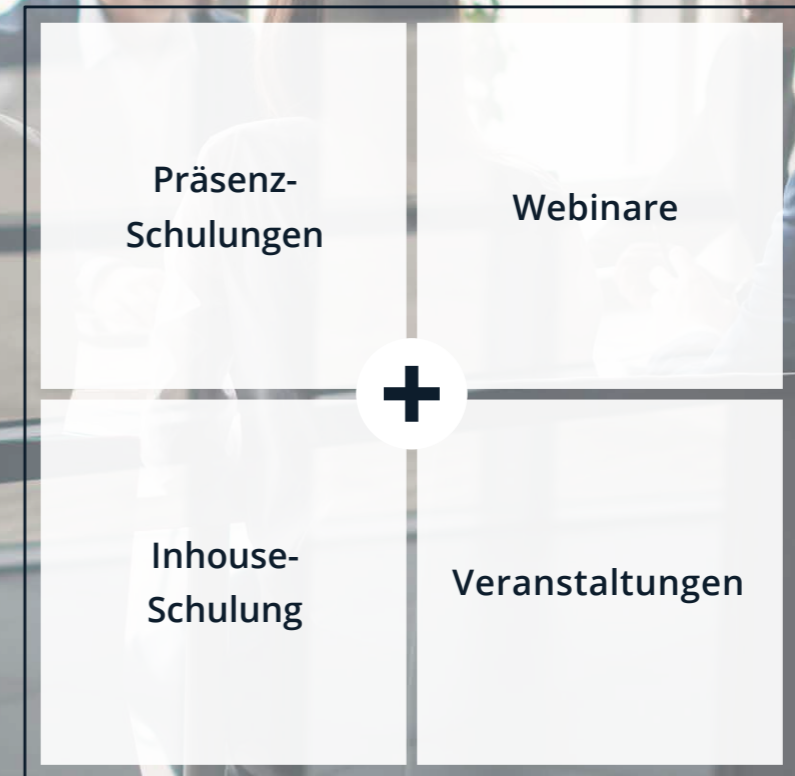 Präsenz-
Schulungen
Webinare
+
Inhouse-
Schulung
Veranstaltungen